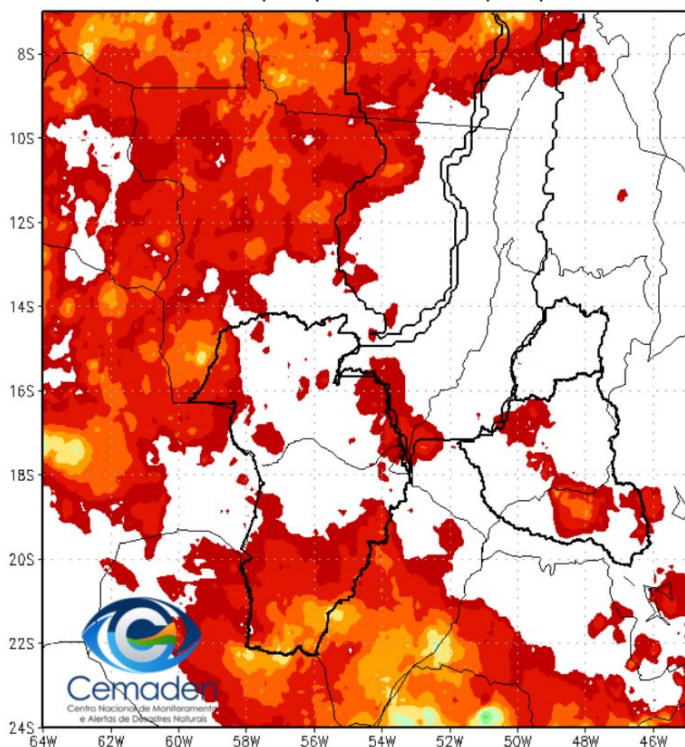 8S
10S
12S
14S
16S
18S
20S
22S
24S
Cemaden
Centro Nacional de Monitoramento
e Alertas de Desastres Naturais
64W 62W 60W 58W 56W 54W 52W 50W 48W 46W